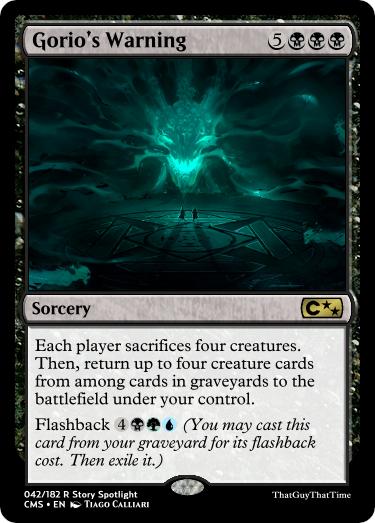 Gorio's Warning 5
Sorcery C
Each player sacrifices four creatures.
Then, return up to four creature cards
from among cards in graveyards to the
battlefield under your control.
Flashback 4 (You may cast this
card from your graveyard for its flashback
cost. Then exile it.)
042/182 R Story Spotlight
CMS • EN Tiago Calliari
ThatGuyThatTime